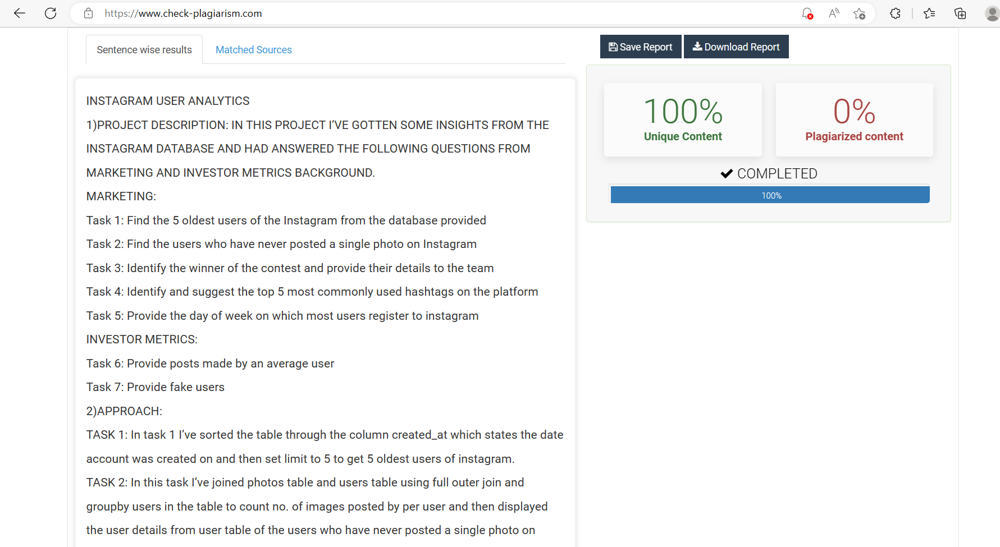 https://www.check-plagiarism.com
Sentence wise results
Matched Sources
Save Report
Download Report
INSTAGRAM USER ANALYTICS
1)PROJECT DESCRIPTION: IN THIS PROJECT I’VE GOTTEN SOME INSIGHTS FROM THE
INSTAGRAM DATABASE AND HAD ANSWERED THE FOLLOWING QUESTIONS FROM
MARKETING AND INVESTOR METRICS BACKGROUND.
MARKETING:
Task 1: Find the 5 oldest users of the Instagram from the database provided
Task 2: Find the users who have never posted a single photo on Instagram
Task 3: Identify the winner of the contest and provide their details to the team
Task 4: Identify and suggest the top 5 most commonly used hashtags on the platform
Task 5: Provide the day of week on which most users register to instagram
INVESTOR METRICS:
Task 6: Provide posts made by an average user
Task 7: Provide fake users
2)APPROACH:
TASK 1: In task 1 I’ve sorted the table through the column created_at which states the date
account was created on and then set limit to 5 to get 5 oldest users of instagram.
TASK 2: In this task I’ve joined photos table and users table using full outer join and
groupby users in the table to count no. of images posted by per user and then displayed
the user details from user table of the users who have never posted a single photo on
100%
Unique Content
0%
Plagiarized content
COMPLETED
100%